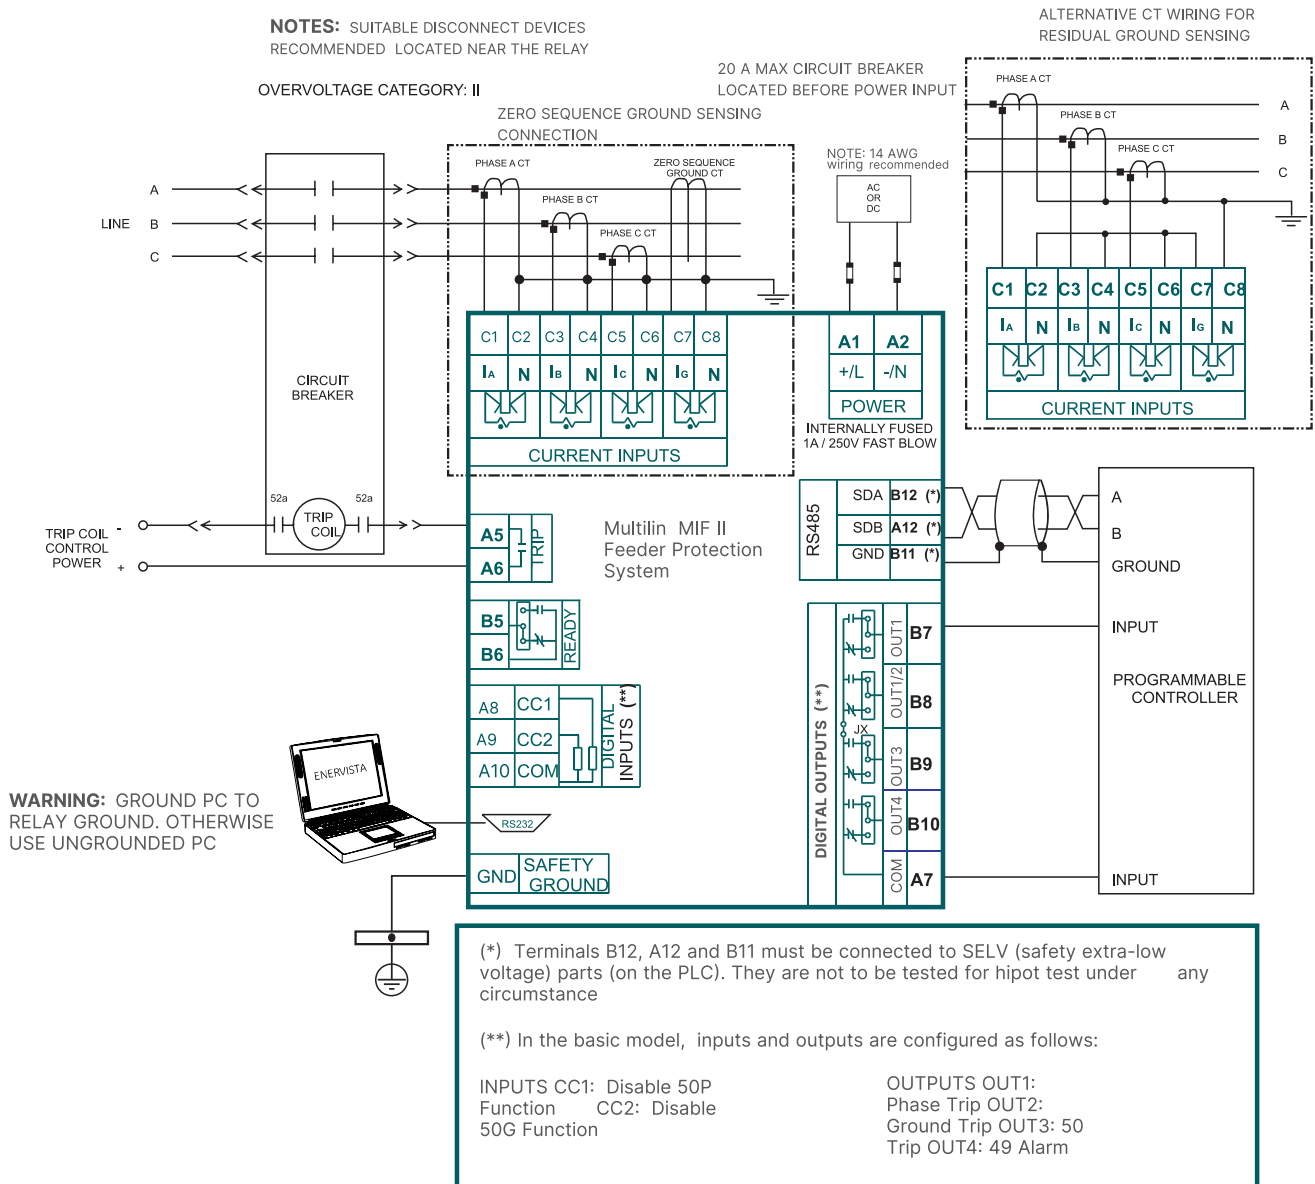 NOTES: SUITABLE DISCONNECT DEVICES
RECOMMENDED LOCATED NEAR THE RELAY
OVERVOLTAGE CATEGORY: II
ZERO SEQUENCE GROUND SENSING
CONNECTION
20 A MAX CIRCUIT BREAKER
LOCATED BEFORE POWER INPUT
ALTERNATIVE CT WIRING FOR
RESIDUAL GROUND SENSING
PHASE A CT
PHASE B CT
PHASE C CT
A
B
C
C1 C2 C3 C4 C5 C6 C7 C8
IA N IB N IC N IG N
CURRENT INPUTS
NOTE: 14 AWG
wiring recommended
AC
OR
DC
PHASE A CT
ZERO SEQUENCE
GROUND CT
PHASE B CT
PHASE C CT
LINE
A
B
C
CIRCUIT
BREAKER
C1 C2 C3 C4 C5 C6 C7 C8
IA N IB N IC N IG N
CURRENT INPUTS
A1 A2
+/L -/N
POWER
INTERNALLY FUSED
1A / 250V FAST BLOW
52a
52a
TRIP
COIL
TRIP COIL -
CONTROL
POWER +
A5
A6
TRIP
Multilin MIF II
Feeder Protection
System
RS485
SDA B12 (*)
SDB A12 (*)
GND B11 (*)
A
B
GROUND
INPUT
PROGRAMMABLE
CONTROLLER
INPUT
B5
B6
READY
A8 CC1
A9 CC2
A10 COM
DIGITAL
INPUTS (**)
DIGITAL OUTPUTS (**)
JX
OUT1 B7
OUT1/2 B8
OUT3 B9
OUT4 B10
COM A7
ENERVISTA
WARNING: GROUND PC TO
RELAY GROUND. OTHERWISE
USE UNGROUNDED PC
RS232
GND SAFETY
GROUND
(*) Terminals B12, A12 and B11 must be connected to SELV (safety extra-low
voltage) parts (on the PLC). They are not to be tested for hipot test under any
circumstance
(**) In the basic model, inputs and outputs are configured as follows:
INPUTS CC1: Disable 50P
Function CC2: Disable
50G Function
OUTPUTS OUT1:
Phase Trip OUT2:
Ground Trip OUT3: 50
Trip OUT4: 49 Alarm